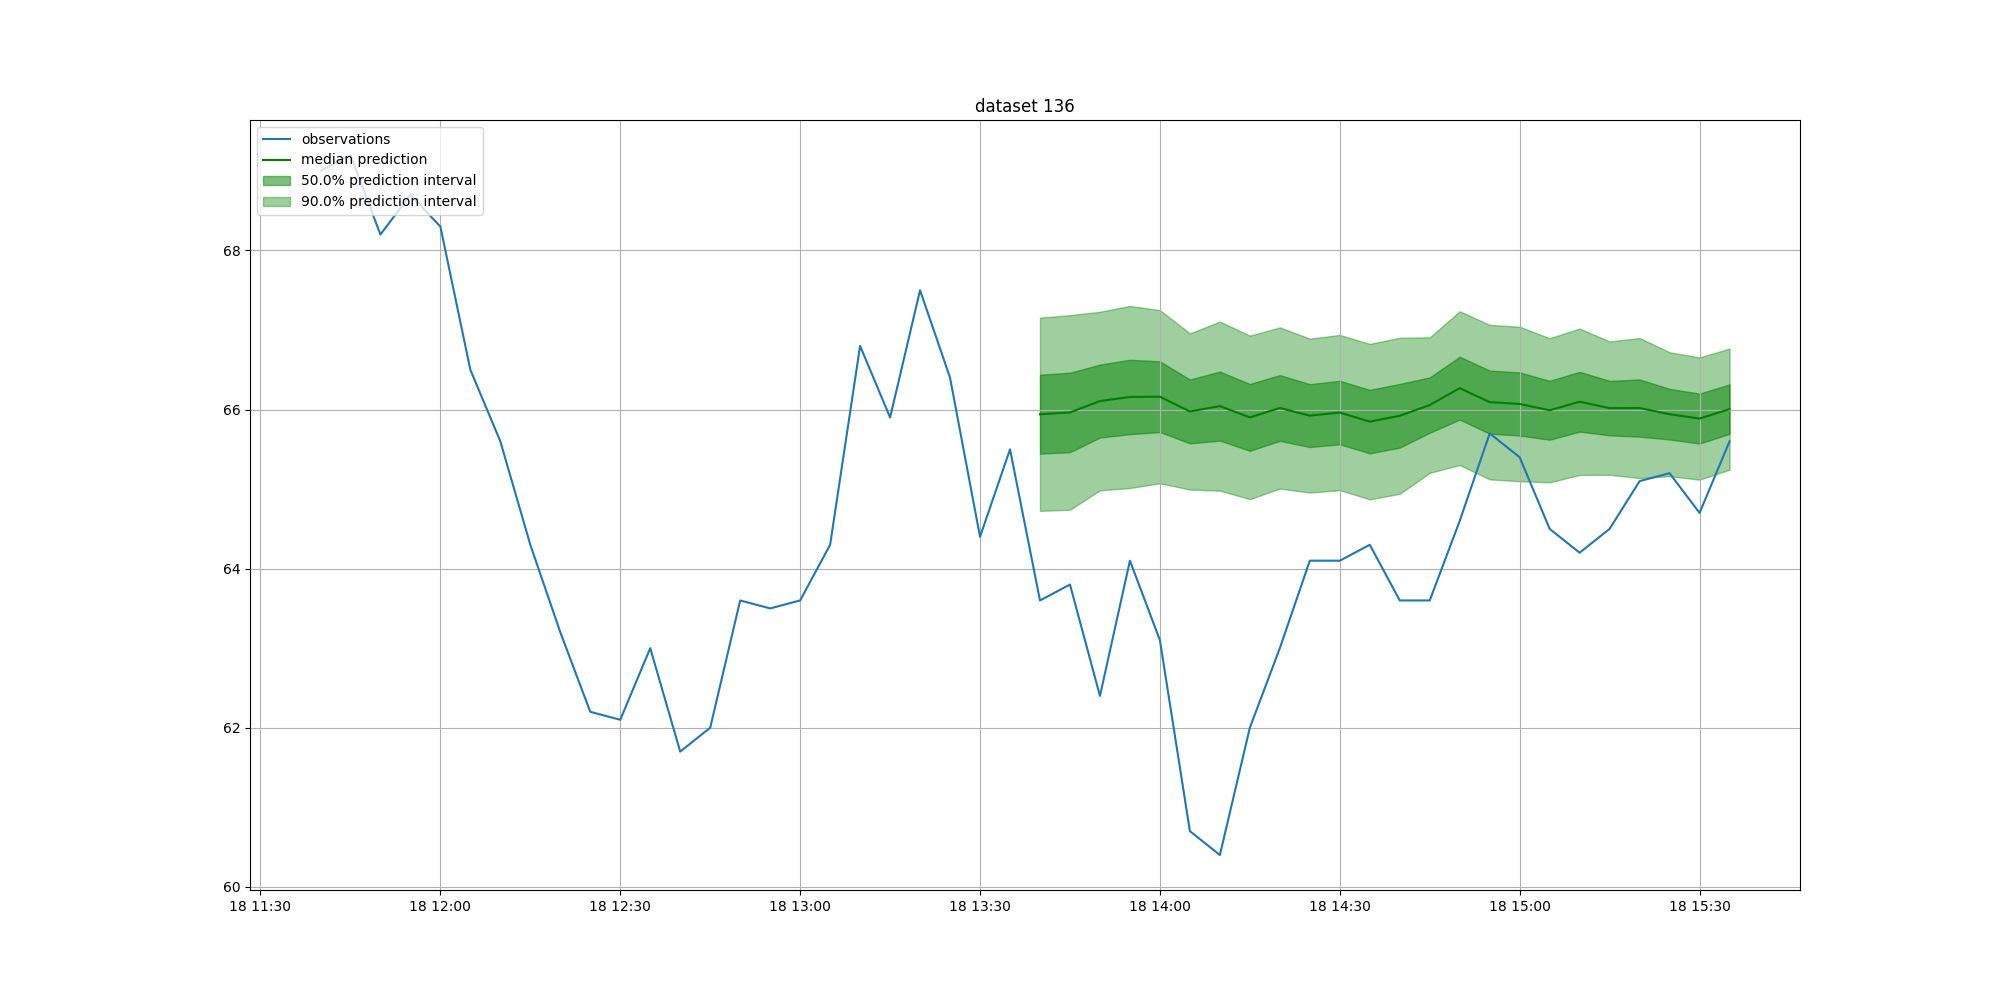 dataset 136
observations
median prediction
50.0% prediction interval
90.0% prediction interval
68
66
64
62
60
18 11:30 18 12:00 18 12:30 18 13:00 18 13:30 18 14:00 18 14:30 18 15:00 18 15:30